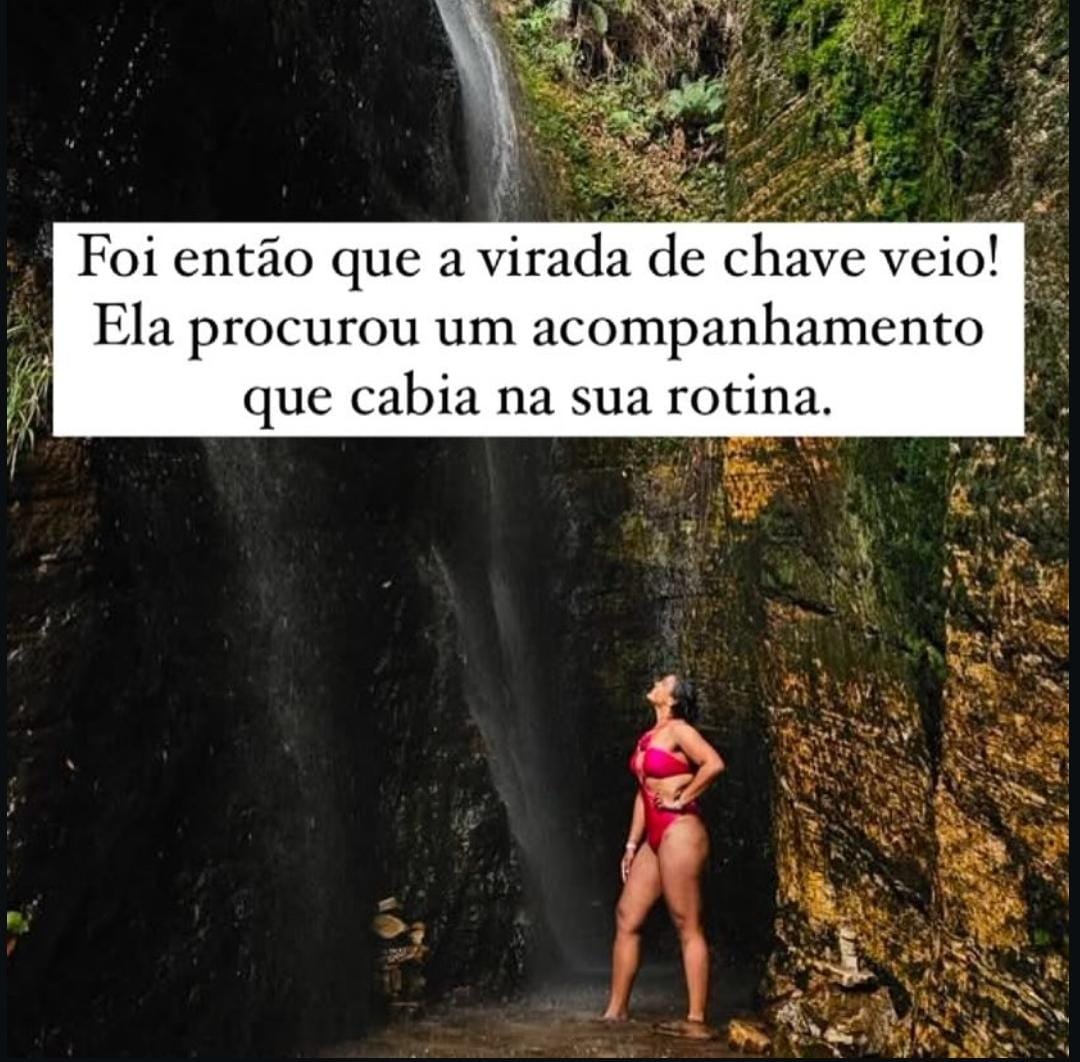 Foi então que a virada de chave veio!
Ela procurou um acompanhamento
que cabia na sua rotina.